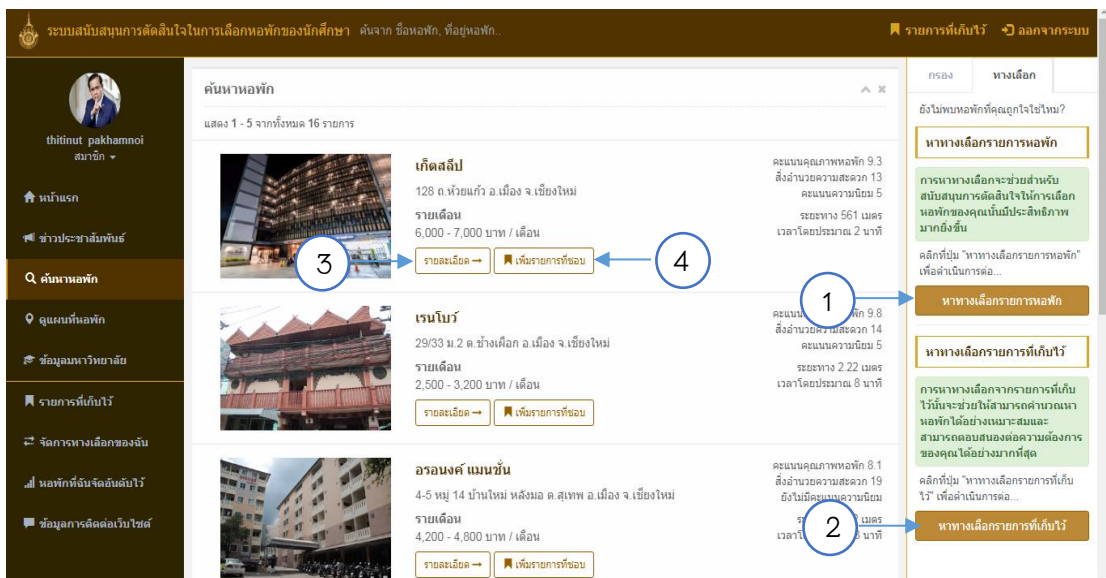 ระบบสนับสนุนการตัดสินใจในการเลือกหอพักของนักศึกษา ค้นจาก ชื่อหอพัก, ที่อยู่หอพัก..
รายการที่เก็บไว้ ออกจากระบบ
thitinut pakhamnoi
สมาชิก
หน้าแรก
ข่าวประชาสัมพันธ์
ค้นหาหอพัก
ดูแผนที่หอพัก
ข้อมูลมหาวิทยาลัย
รายการที่เก็บไว้
จัดการทางเลือกของฉัน
หอพักที่ฉันจัดอันดับไว้
ข้อมูลการติดต่อเว็บไซต์
ค้นหาหอพัก
แสดง 1 - 5 จากทั้งหมด 16 รายการ
เก็ตสลีป
128 ถ.ห้วยแก้ว อ.เมือง จ.เชียงใหม่
รายเดือน
6,000 - 7,000 บาท / เดือน
รายละเอียด เพิ่มรายการที่ชอบ
คะแนนคุณภาพหอพัก 9.3
สิ่งอำนวยความสะดวก 13
คะแนนความนิยม 5
ระยะทาง 561 เมตร
เวลาโดยประมาณ 2 นาที
3
4
เรนโบว์
29/33 ม.2 ต.ช้างเผือก อ.เมือง จ.เชียงใหม่
รายเดือน
2,500 - 3,200 บาท / เดือน
รายละเอียด เพิ่มรายการที่ชอบ
9.8
สิ่งอำนวยความสะดวก 14
คะแนนความนิยม 5
ระยะทาง 2.22 เมตร
เวลาโดยประมาณ 8 นาที
1
อรอนงค์ แมนชั่น
4-5 หมู่ 14 บ้านใหม่ หลังมอ ต.สุเทพ อ.เมือง จ.เชียงใหม่
รายเดือน
4,200 - 4,800 บาท / เดือน
รายละเอียด เพิ่มรายการที่ชอบ
คะแนนคุณภาพหอพัก 8.1
สิ่งอำนวยความสะดวก 19
ยังไม่มีคะแนนความนิยม
เมตร
นาที
2
กรอง ทางเลือก
ยังไม่พบหอพักที่คุณถูกใจใช่ไหม?
หาทางเลือกรายการหอพัก
การหาทางเลือกจะช่วยสำหรับ
สนับสนุนการตัดสินใจให้การเลือก
หอพักของคุณนั้นมีประสิทธิภาพ
มากยิ่งขึ้น
คลิกที่ปุ่ม "หาทางเลือกรายการหอพัก"
เพื่อดำเนินการต่อ...
หาทางเลือกรายการหอพัก
หาทางเลือกรายการที่เก็บไว้
การหาทางเลือกจากรายการที่เก็บ
ไว้นั้นจะช่วยให้สามารถคำนวณหา
หอพักได้อย่างเหมาะสมและ
สามารถตอบสนองต่อความต้องการ
ของคุณได้อย่างมากที่สุด
คลิกที่ปุ่ม "หาทางเลือกรายการที่เก็บ
ไว้" เพื่อดำเนินการต่อ...
หาทางเลือกรายการที่เก็บไว้